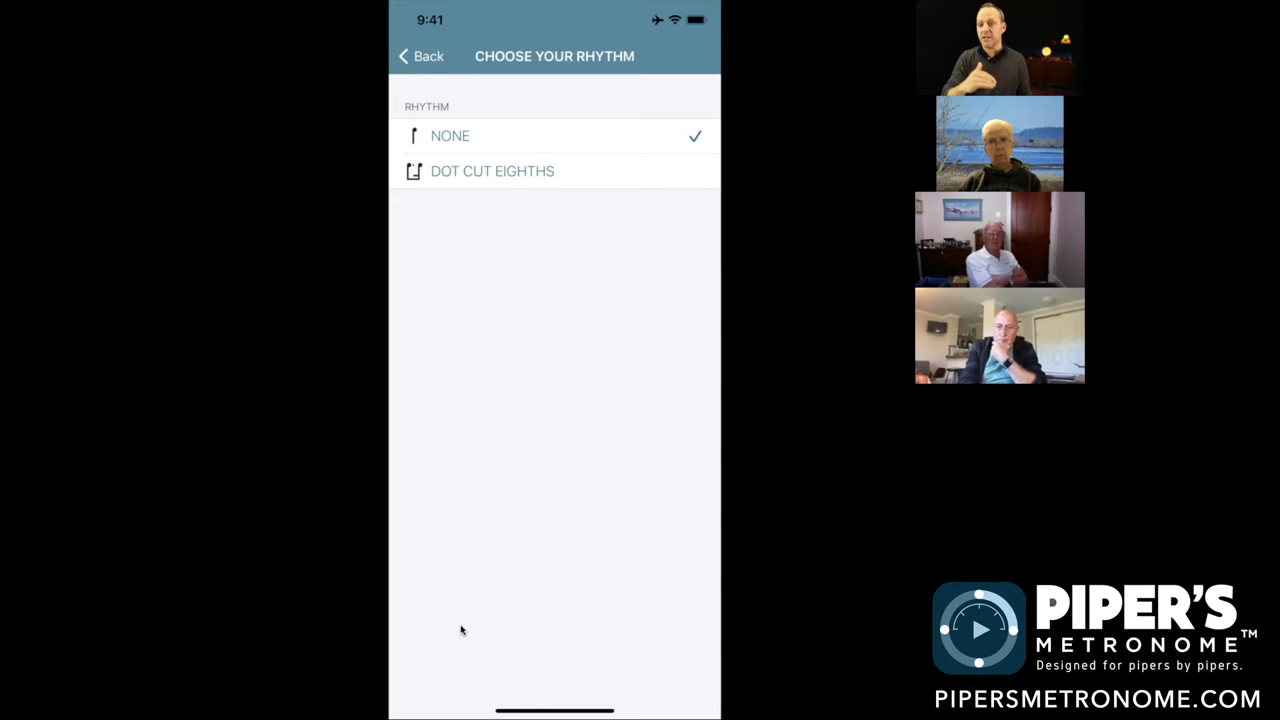 9:41
Back
CHOOSE YOUR RHYTHM
RHYTHM
NONE
DOT CUT EIGHTHS
PIPER'S
METRONOME™
Designed for pipers by pipers.
PIPERSMETRONOME.COM